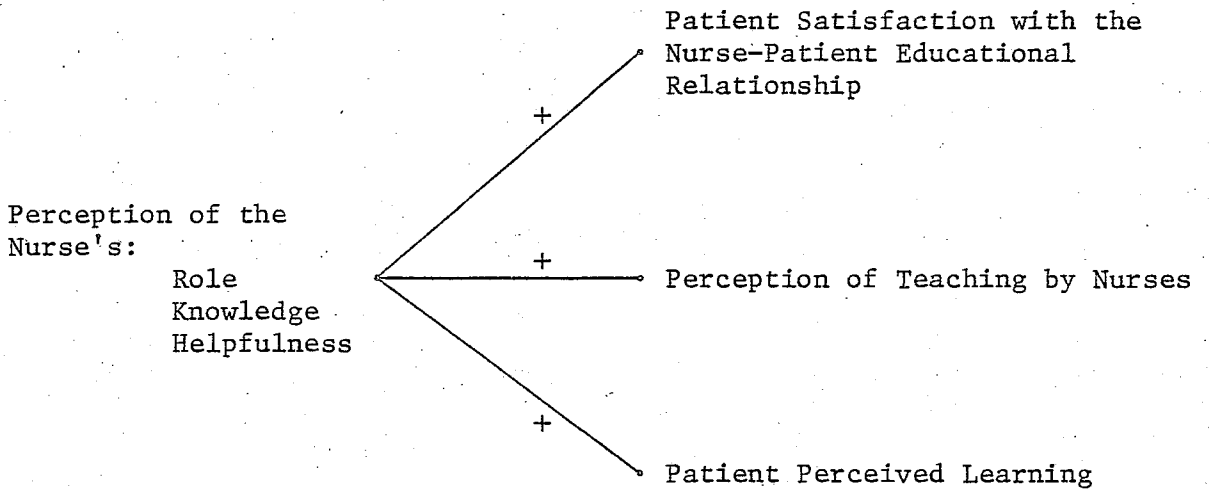 Patient Satisfaction with the
Nurse-Patient Educational
Relationship
+
Perception of the
Nurse's:
Role
Knowledge
Helpfulness
+
Perception of Teaching by Nurses
+
Patient Perceived Learning